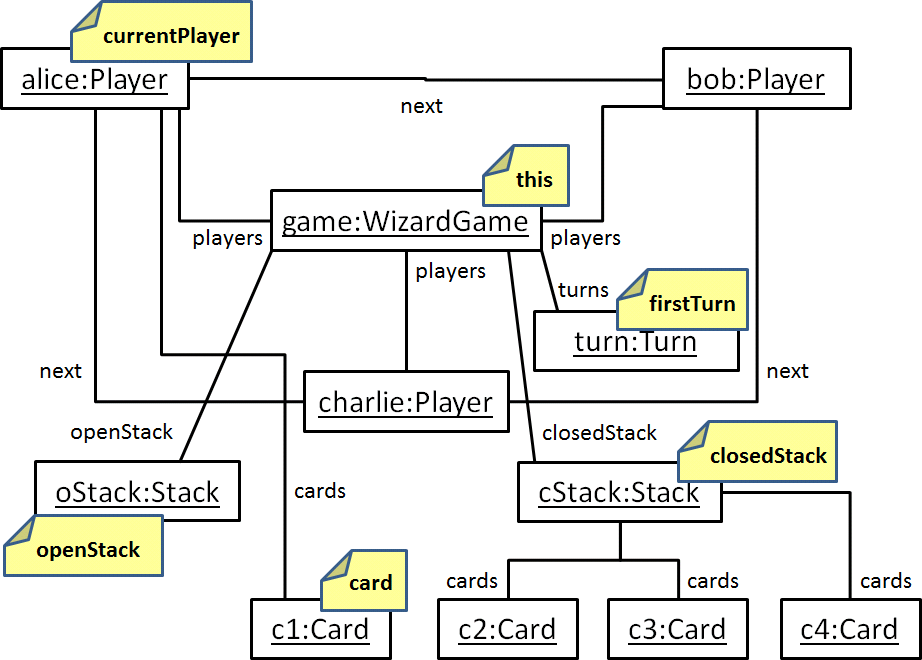 currentPlayer
alice:Player
bob:Player
next
this
game:WizardGame
players
players
players
turns
firstTurn
turn:Turn
next
charlie:Player
next
openStack
closedStack
closedStack
oStack:Stack
cards
cStack:Stack
openStack
card
cards
cards
cards
c1:Card
c2:Card
c3:Card
c4:Card